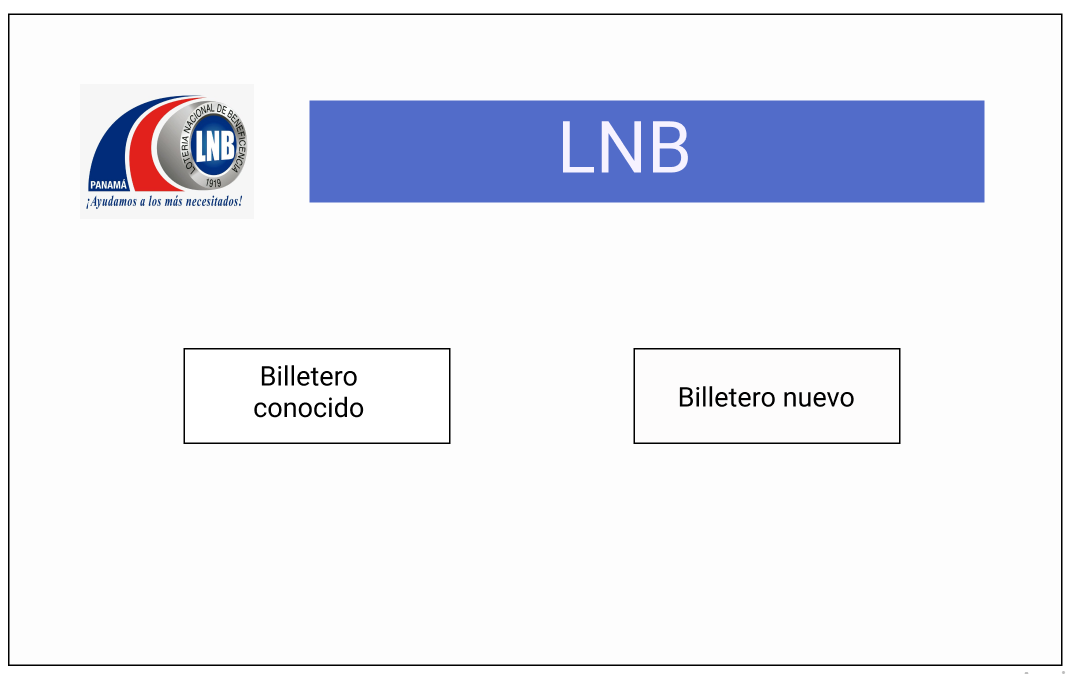 LOTERIA NACIONAL DE BENEFICENCIA
LNB
1919
PANAMÁ
¡Ayudamos a los más necesitados!
LNB
Billetero
conocido
Billetero nuevo